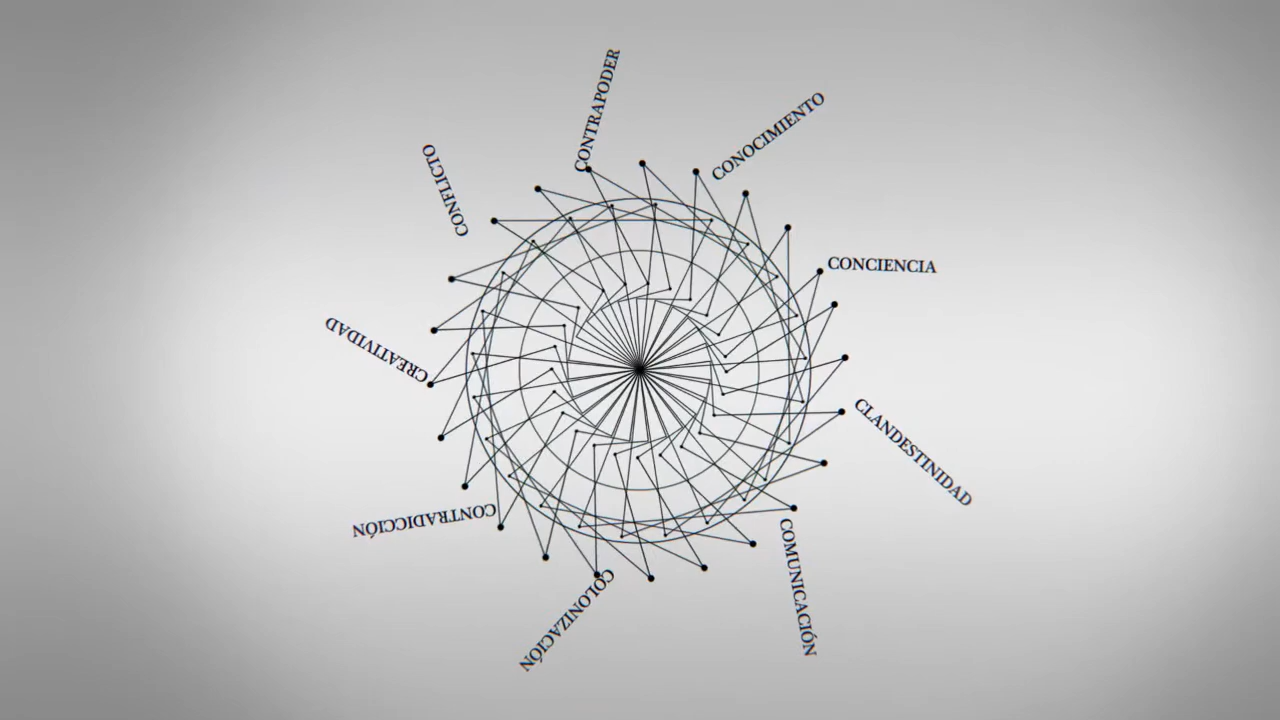 CONTRAPODER
CONOCIMIENTO
CONCIENCIA
CLANDESTINIDAD
COMUNICACIÓN
COLONIZACIÓN
CONTRADICCIÓN
CREATIVIDAD
CONFLICTO